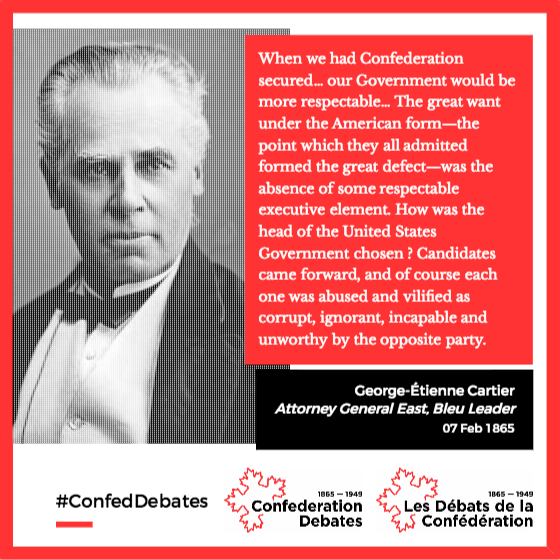 When we had Confederation
secured... our Government would be
more respectable... The great want
under the American form—the
point which they all admitted
formed the great defect—was the
absence of some respectable
executive element. How was the
head of the United States
Government chosen ? Candidates
came forward, and of course each
one was abused and vilified as
corrupt, ignorant, incapable and
unworthy by the opposite party.
George-Étienne Cartier
Attorney General East, Bleu Leader
07 Feb 1865
#ConfedDebates
1865 — 1949
Confederation
Debates
1865 — 1949
Les Débats de la
Confédération